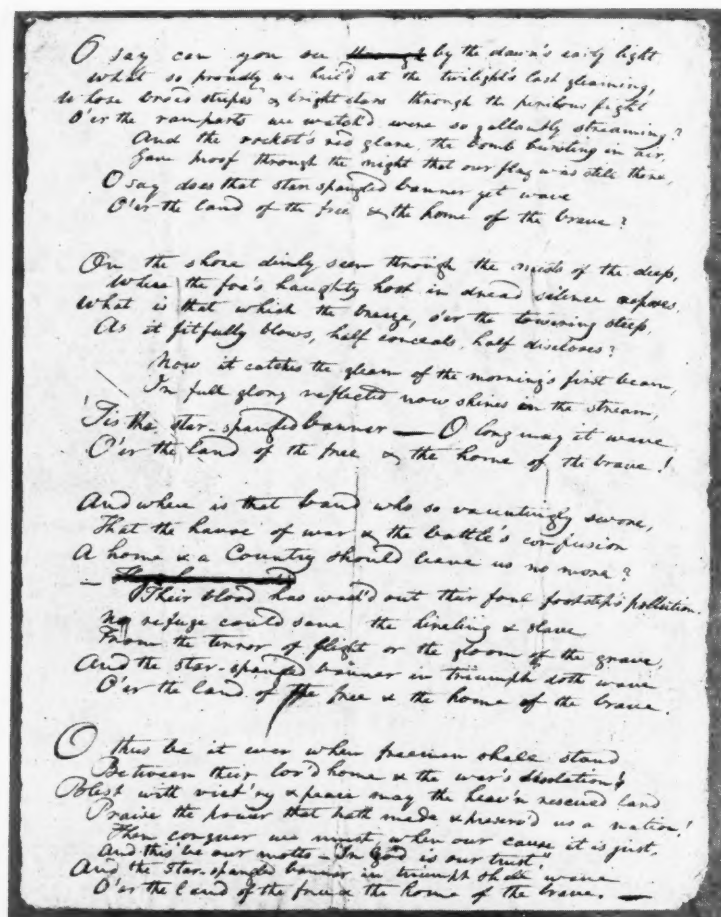 O say can you see by the dawn's early light
What so proudly we hail'd at the twilight's last gleaming,
Whose broad stripes & bright stars through the perilous fight
O'er the ramparts we watch'd, were so gallantly streaming?
And the rocket's red glare, the bomb bursting in air,
Gave proof through the night that our flag was still there,
O say does that star spangled banner yet wave
O'er the land of the free & the home of the brave?
On the shore dimly seen through the mists of the deep,
Where the foe's haughty host in dread silence reposes,
What is that which the breeze, o'er the towering steep,
As it fitfully blows, half conceals, half discloses?
Now it catches the gleam of the morning's first beam,
In full glory reflected now shines in the stream,
'Tis the star-spangled banner — O long may it wave
O'er the land of the free & the home of the brave!
And where is that band who so vauntingly swore,
That the havoc of war & the battle's confusion
A home & a Country should leave us no more?
— 
Their blood has wash'd out their foul footstep's pollution.
No refuge could save the hireling & slave
From the terror of flight or the gloom of the grave,
And the star-spangled banner in triumph doth wave
O'er the land of the free & the home of the brave.
O thus be it ever when freemen shall stand
Between their lov'd home & the war's desolation!
Blest with vict'ry & peace may the heav'n rescued land
Praise the power that hath made & preserv'd us a nation!
Then conquer we must, when our cause it is just,
And this be our motto - "In God is our trust,"
And the star-spangled banner in triumph shall wave
O'er the land of the free & the home of the brave. —